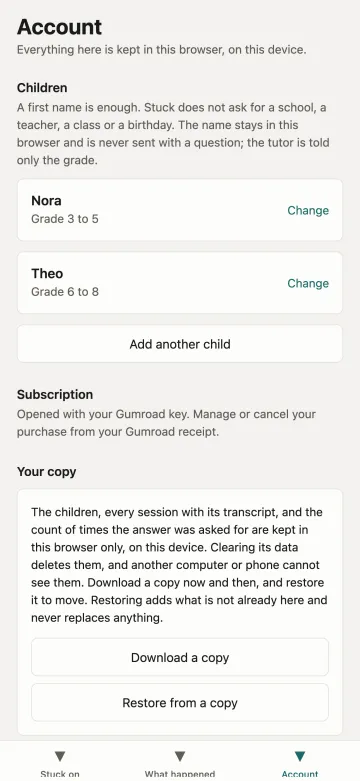 Account
Everything here is kept in this browser, on this device.
Children
A first name is enough. Stuck does not ask for a school, a
teacher, a class or a birthday. The name stays in this
browser and is never sent with a question; the tutor is told
only the grade.
Nora
Grade 3 to 5
Change
Theo
Grade 6 to 8
Change
Add another child
Subscription
Opened with your Gumroad key. Manage or cancel your
purchase from your Gumroad receipt.
Your copy
The children, every session with its transcript, and the
count of times the answer was asked for are kept in
this browser only, on this device. Clearing its data
deletes them, and another computer or phone cannot
see them. Download a copy now and then, and restore
it to move. Restoring adds what is not already here and
never replaces anything.
Download a copy
Restore from a copy
Stuck on
What happened
Account